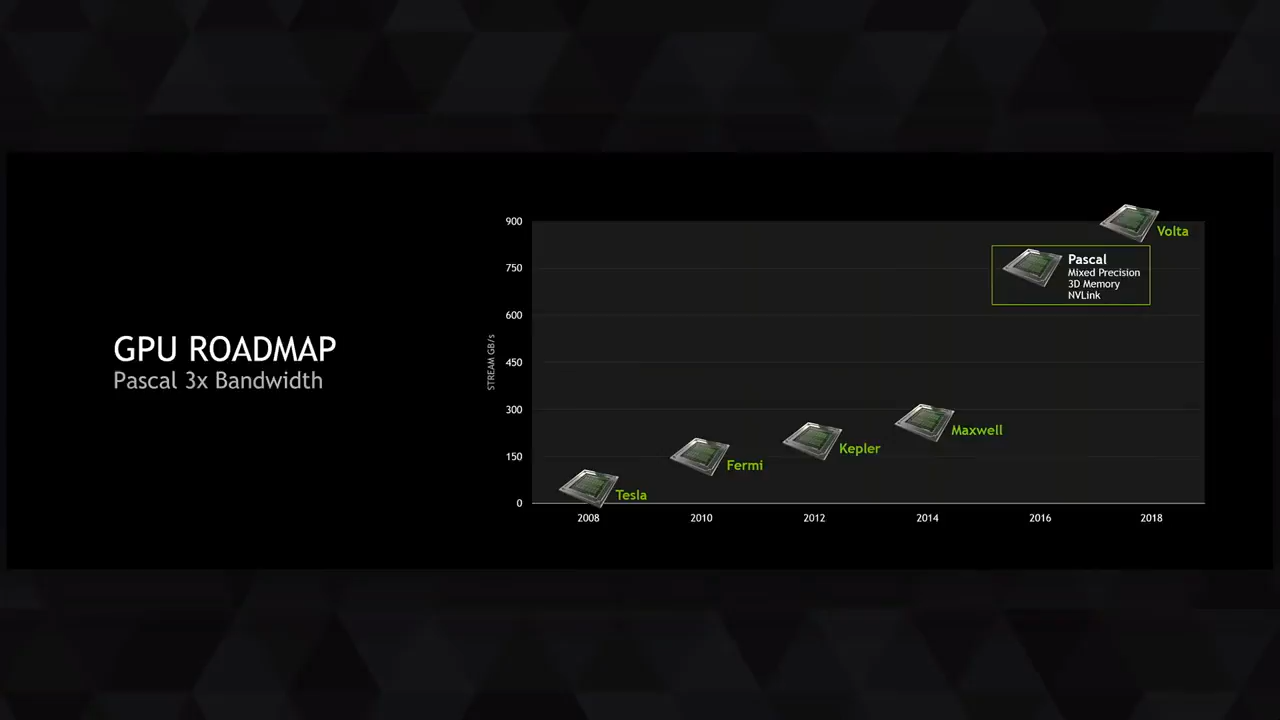 GPU ROADMAP
Pascal 3x Bandwidth
STREAM GB/s
900
750
600
450
300
150
0
Tesla
Fermi
Kepler
Maxwell
Pascal
Mixed Precision
3D Memory
NVLink
Volta
2008
2010
2012
2014
2016
2018